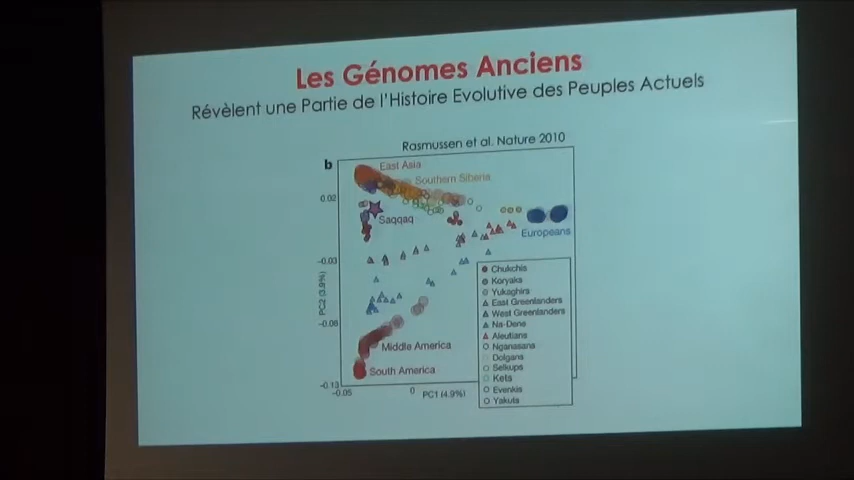 Les Génomes Anciens
Révèlent une Partie de l'Histoire Evolutive des Peuples Actuels
Rasmussen et al. Nature 2010
b
East Asia
Southern Siberia
0.02
Saqqaq
Europeans
-0.03
Chukchis
Koryaks
Yukaghirs
East Greenlanders
PC2 (3.9%)
West Greenlanders
-0.08
Na-Dene
Aleutians
Middle America
Nganasans
Dolgans
South America
Selkups
Kets
-0.13
Evenkis
-0.05
0
PC1 (4.9%)
Yakuts